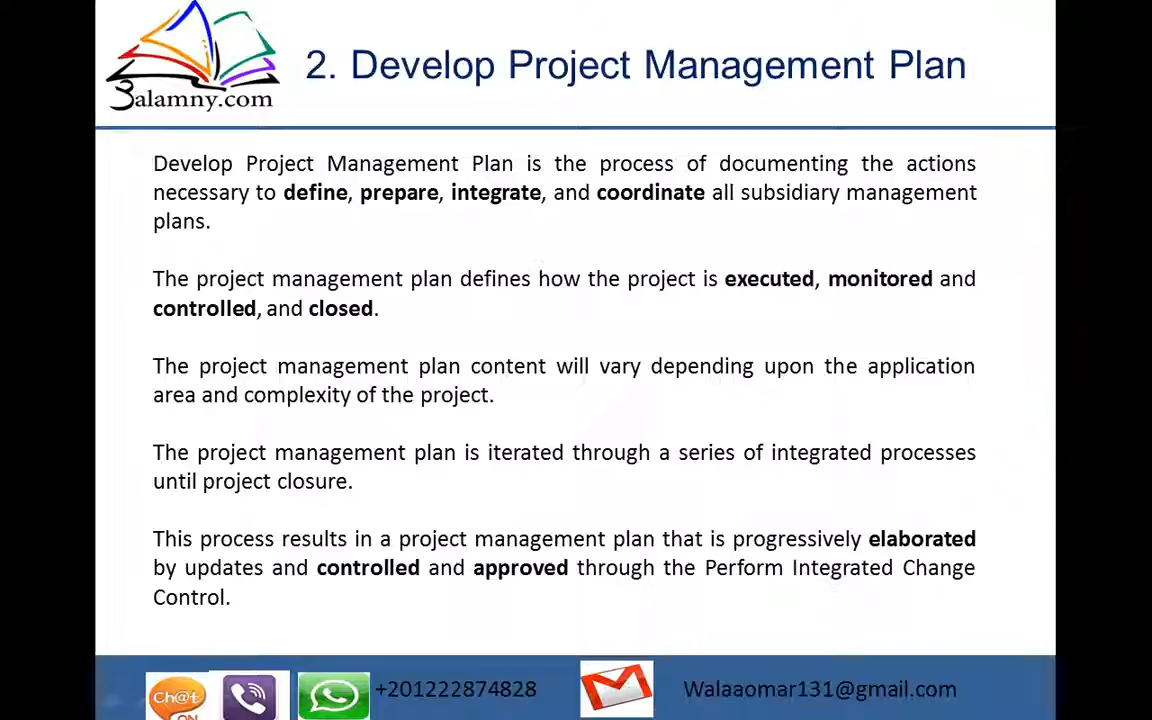 3alamny.com
2. Develop Project Management Plan
Develop Project Management Plan is the process of documenting the actions
necessary to define, prepare, integrate, and coordinate all subsidiary management
plans.
The project management plan defines how the project is executed, monitored and
controlled, and closed.
The project management plan content will vary depending upon the application
area and complexity of the project.
The project management plan is iterated through a series of integrated processes
until project closure.
This process results in a project management plan that is progressively elaborated
by updates and controlled and approved through the Perform Integrated Change
Control.
Ch@t
ON
+201222874828
Walaaomar131@gmail.com